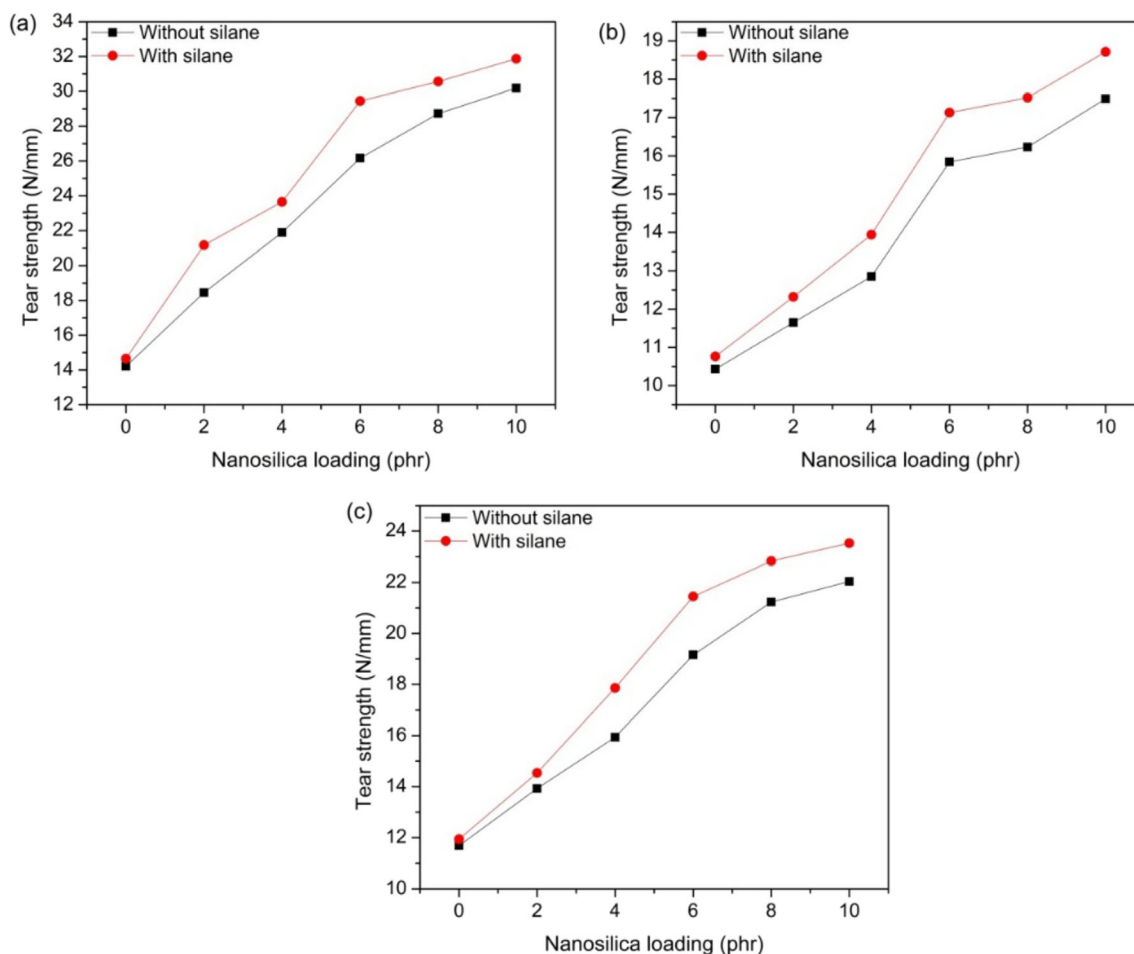 (a)
Without silane
With silane
34
32
30
28
26
24
22
20
18
16
14
12
Tear strength (N/mm)
0 2 4 6 8 10
Nanosilica loading (phr)
(b)
Without silane
With silane
19
18
17
16
15
14
13
12
11
10
Tear strength (N/mm)
0 2 4 6 8 10
Nanosilica loading (phr)
(c)
Without silane
With silane
24
22
20
18
16
14
12
10
Tear strength (N/mm)
0 2 4 6 8 10
Nanosilica loading (phr)